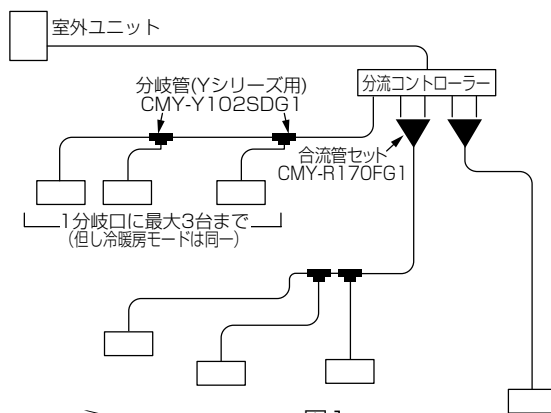 室外ユニット
分流コントローラー
分岐管(Yシリーズ用)
CMY-Y102SDG1
合流管セット
CMY-R170FG1
1分岐口に最大3台まで
(但し冷暖房モードは同一)